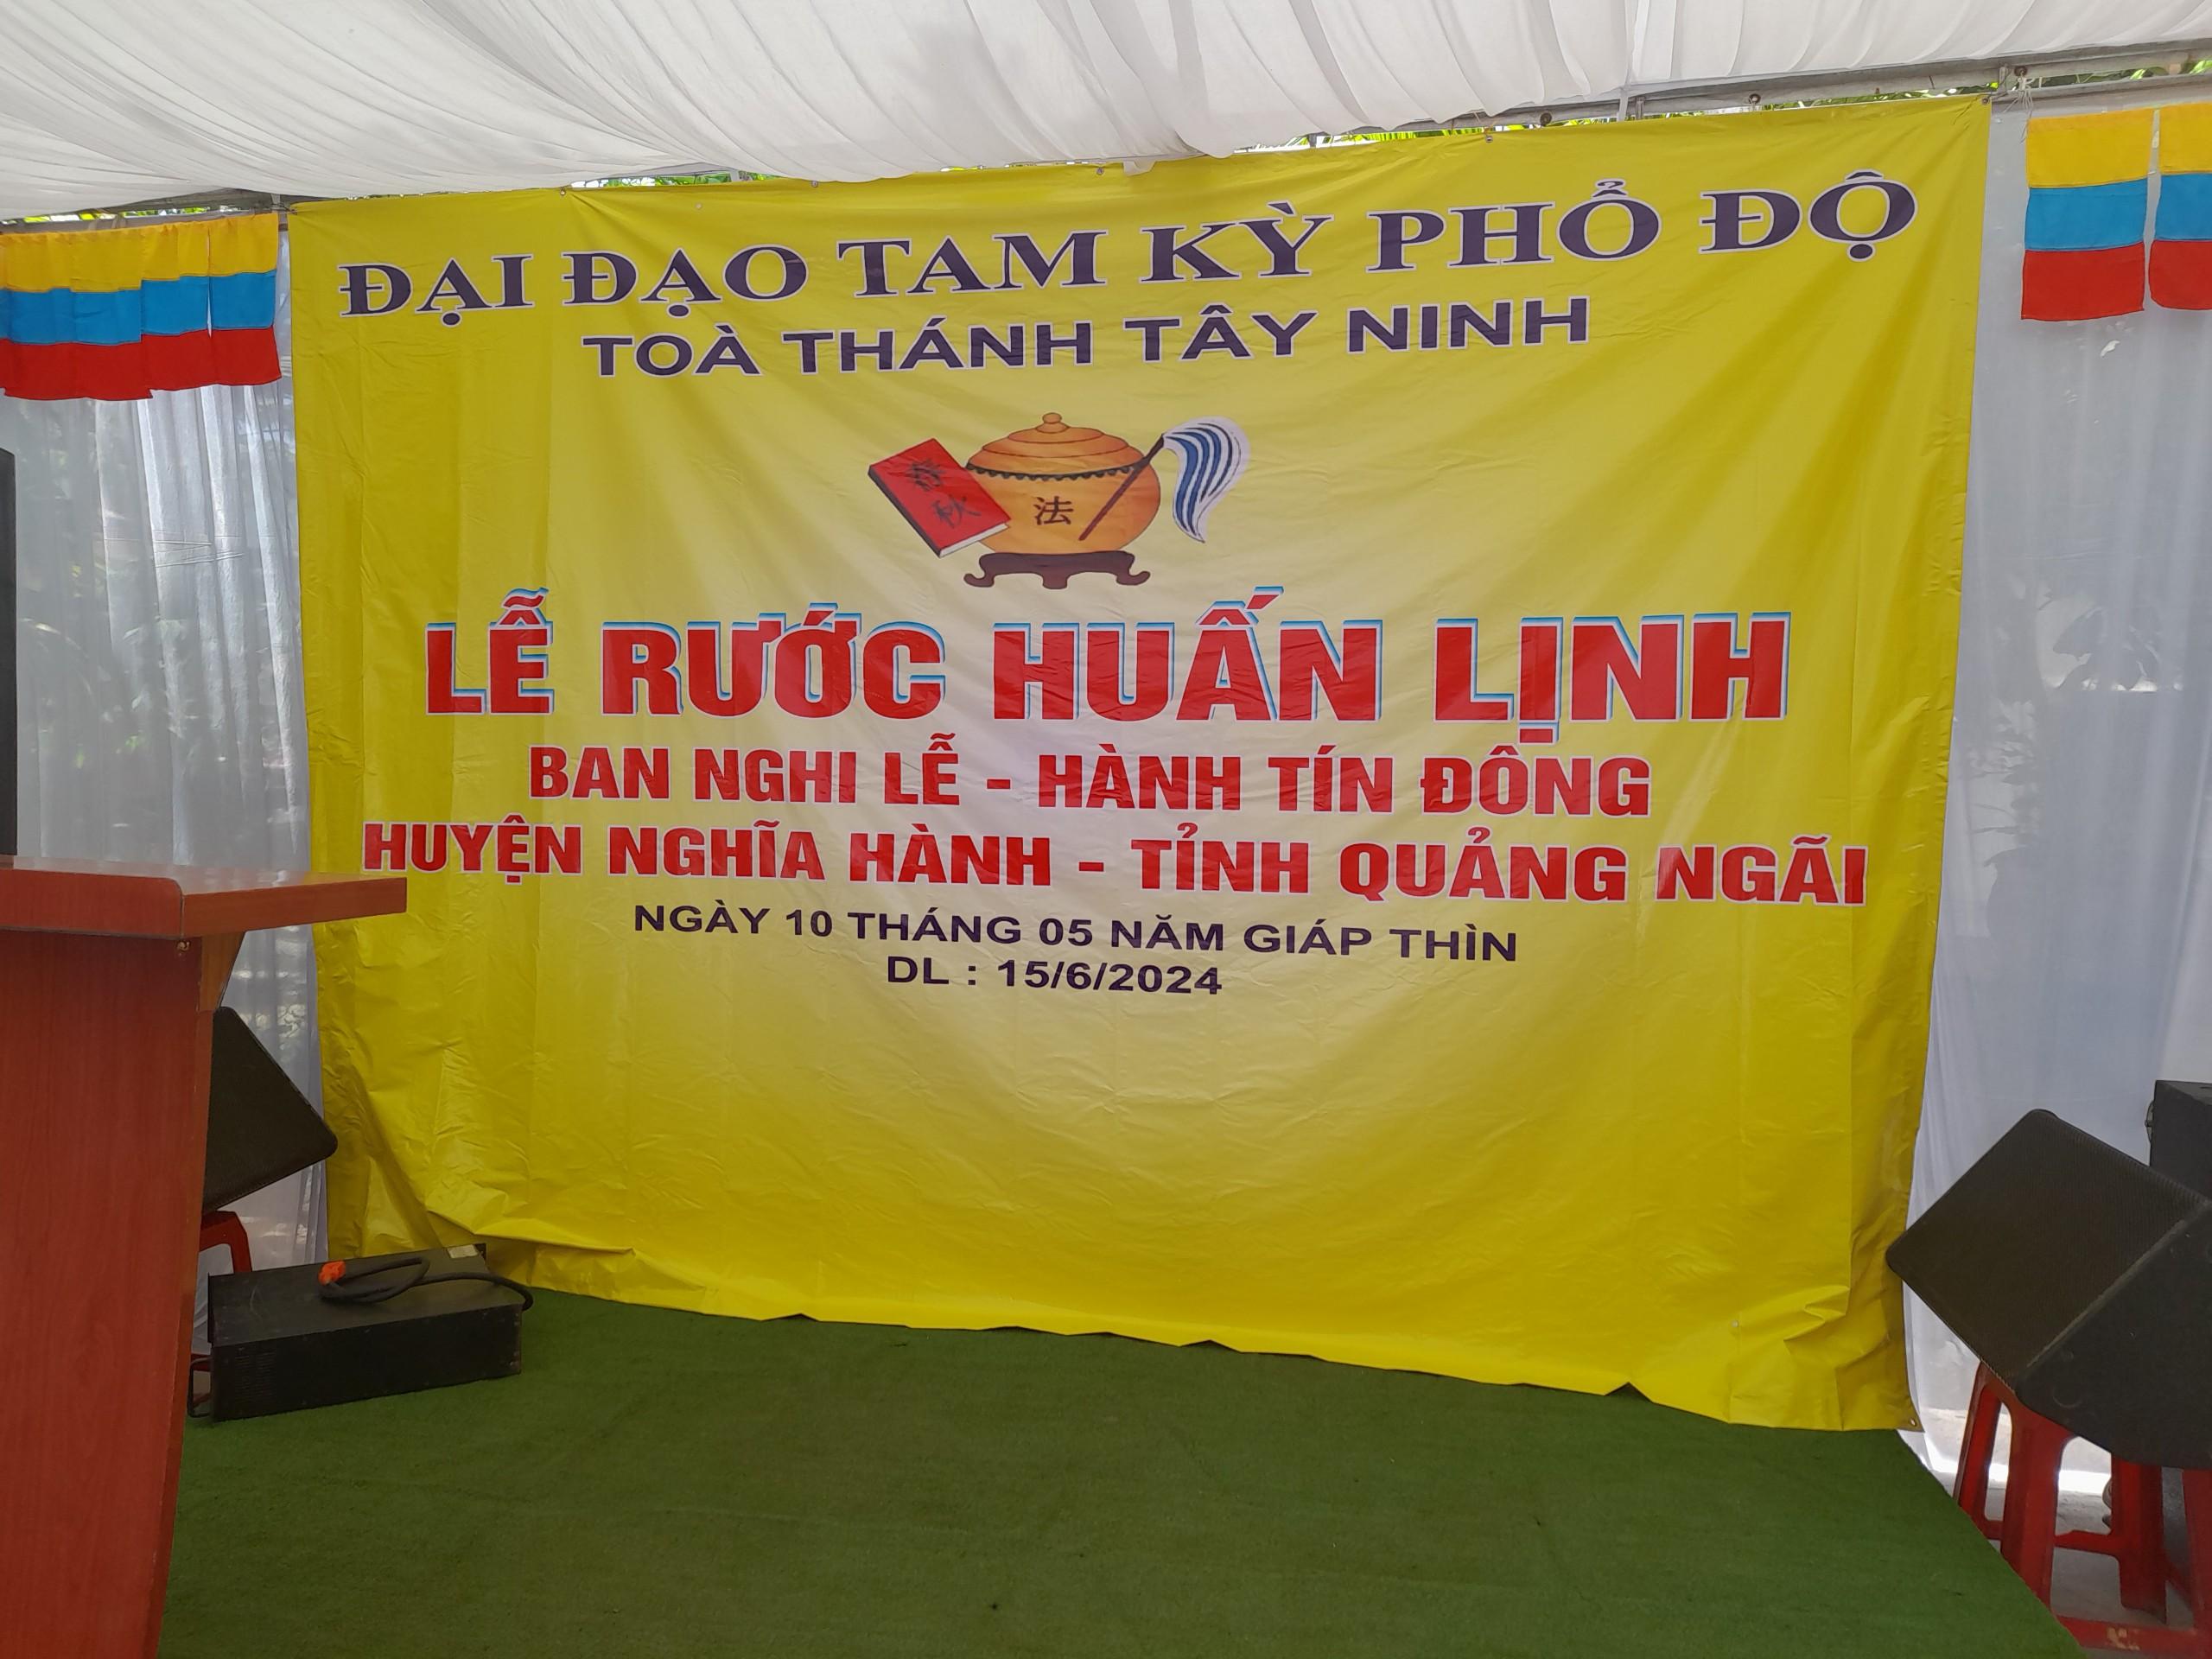 ĐẠI ĐẠO TAM KỲ PHỔ ĐỘ
TOÀ THÁNH TÂY NINH
春秋
法
LỄ RƯỚC HUẤN LỊNH
BAN NGHI LỄ - HÀNH TÍN ĐÔNG
HUYỆN NGHĨA HÀNH - TỈNH QUẢNG NGÃI
NGÀY 10 THÁNG 05 NĂM GIÁP THÌN
DL : 15/6/2024